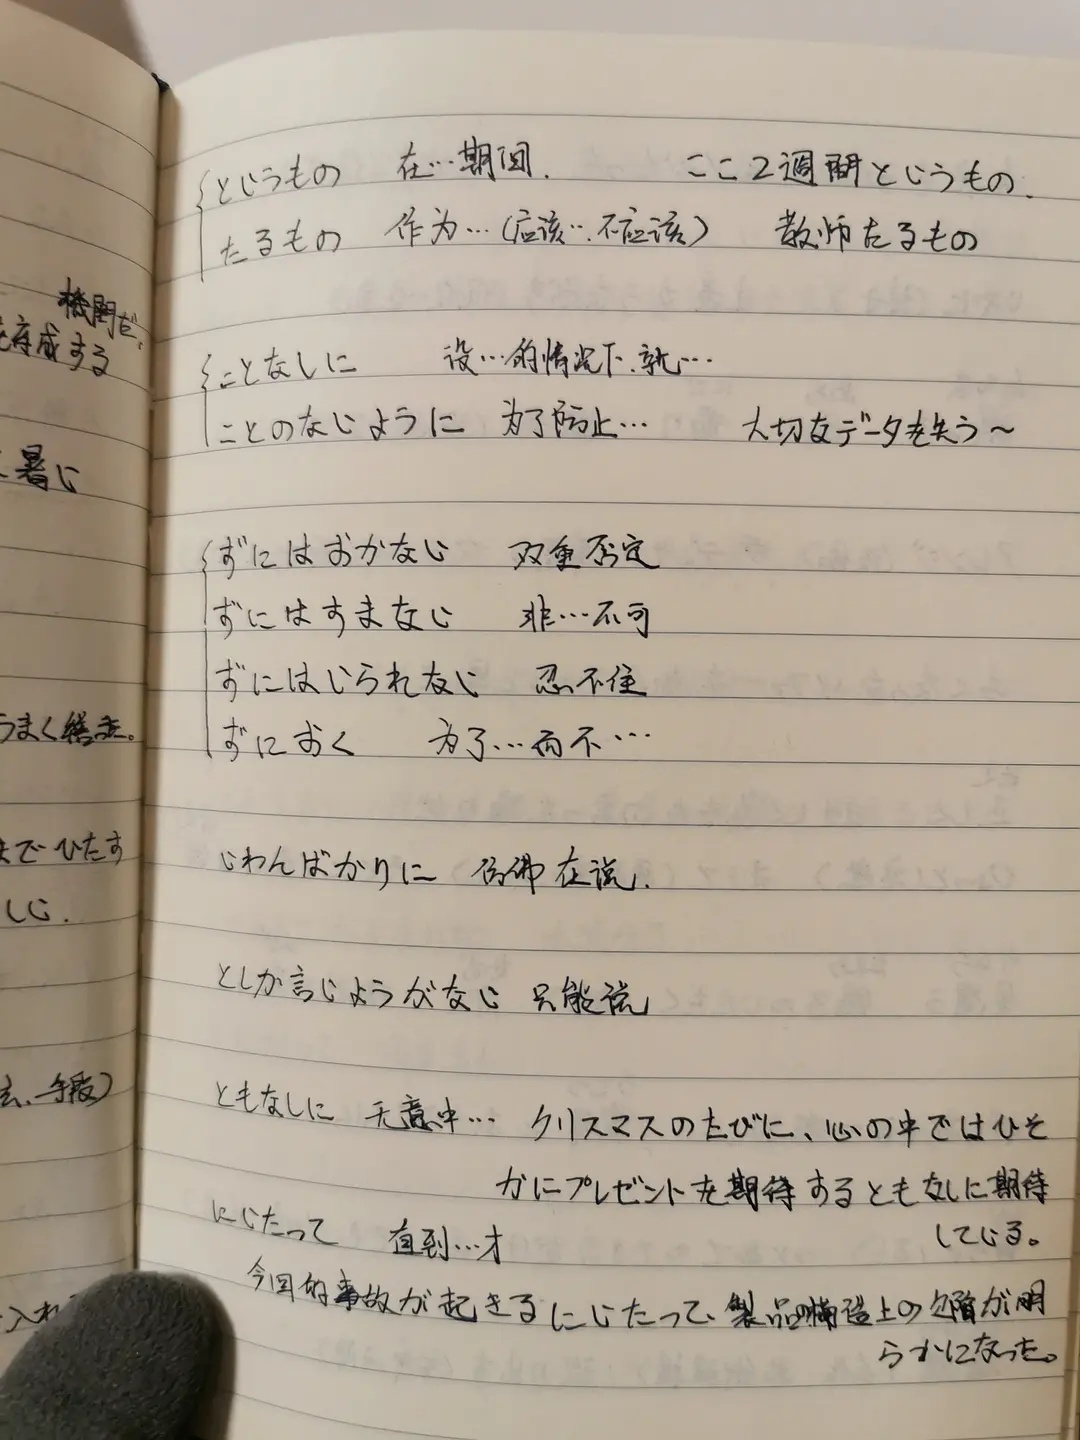 機関だ。
を育成する
暑い
うまく継き。
までひたす
しい.
法、手段)
入れ
というもの 在…期间. ここ2週間というもの.
たるもの 作为…(应该…不应该) 教师たるもの
ことなしに 没…的情况下、就…
ことのないように 为了防止… 大切なデータを失う~
ずにはおかない 双重否定
ずにはすまない 非…不可
ずにはいられない 忍不住
ずにおく 为了…而不…
いわんばかりに 仿佛在说.
としか言いようがない 只能说
ともなしに 无意中… クリスマスのたびに、心の中ではひそ
かにプレゼントを期待するともなしに期待
している。
にいたって 直到…才
今回的事故が起きるにいたって、製品の構造上の欠陥が明
らかになった。